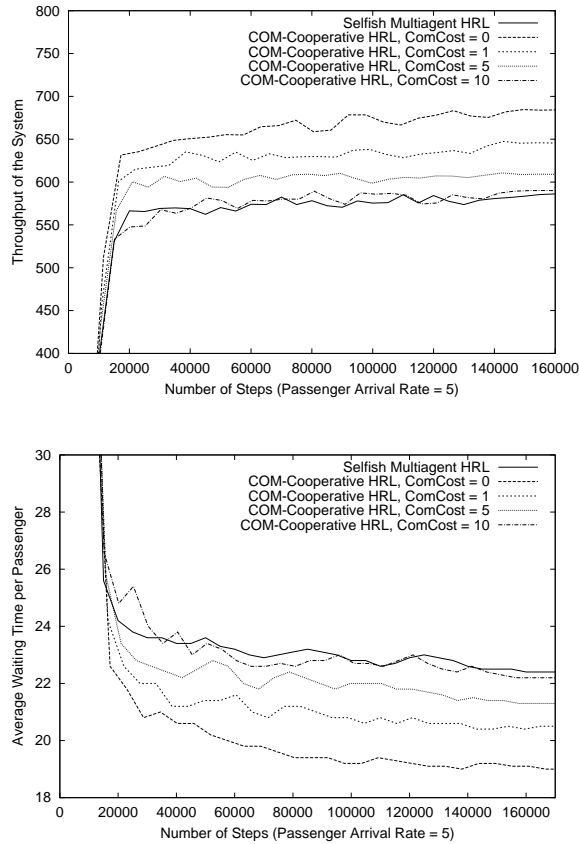 Selfish Multiagent HRL
COM-Cooperative HRL, ComCost = 0
COM-Cooperative HRL, ComCost = 1
COM-Cooperative HRL, ComCost = 5
COM-Cooperative HRL, ComCost = 10
800
750
700
650
600
550
500
450
400
Throughput of the System
0 20000 40000 60000 80000 100000 120000 140000 160000
Number of Steps (Passenger Arrival Rate = 5)
Selfish Multiagent HRL
COM-Cooperative HRL, ComCost = 0
COM-Cooperative HRL, ComCost = 1
COM-Cooperative HRL, ComCost = 5
COM-Cooperative HRL, ComCost = 10
30
28
26
24
22
20
18
Average Waiting Time per Passenger
0 20000 40000 60000 80000 100000 120000 140000 160000
Number of Steps (Passenger Arrival Rate = 5)